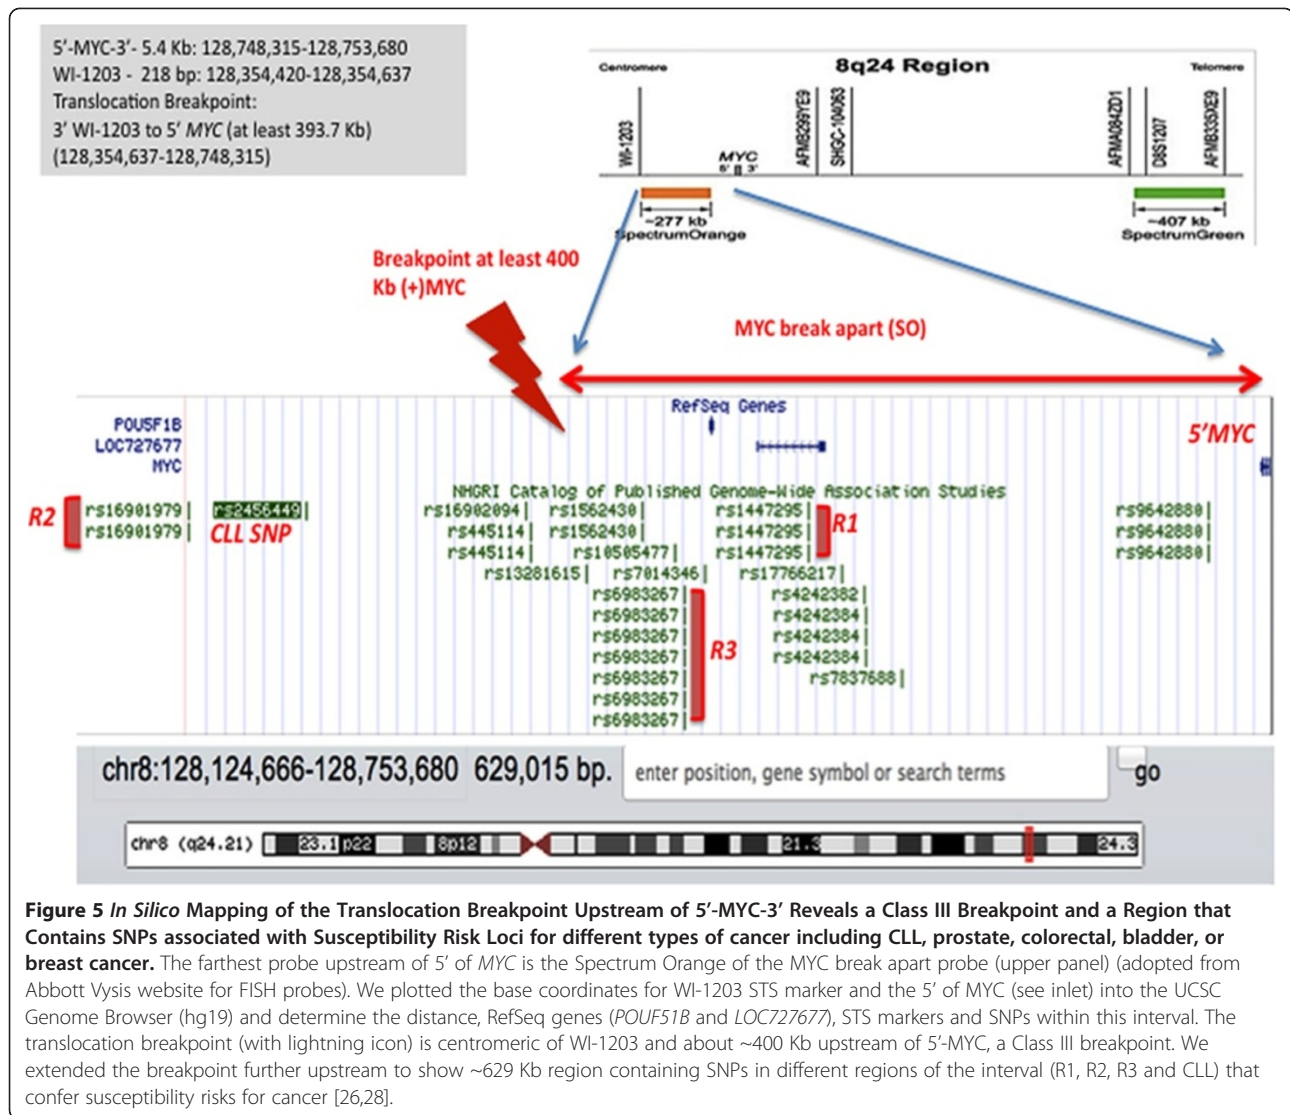 5'-MYC-3'- 5.4 Kb: 128,748,315-128,753,680
WI-1203 - 218 bp: 128,354,420-128,354,637
Translocation Breakpoint:
3' WI-1203 to 5' MYC (at least 393.7 Kb)
(128,354,637-128,748,315)
Centromere 8q24 Region Telomere
WI-1203
MYC
5' 3'
AFMB299YE9
SHGC-104063
AFMA084ZD1
D8S1207
AFMB335XE9
~277 kb
SpectrumOrange
~407 kb
SpectrumGreen
Breakpoint at least 400
Kb (+)MYC
MYC break apart (SO)
RefSeq Genes
POU5F1B
LOC727677
MYC
5'MYC
NHGRI Catalog of Published Genome-Wide Association Studies
R2
rs16901979 rs2456449 rs16902094 rs1562430 rs1447295 rs9642880
rs16901979 CLL SNP rs445114 rs1562430 rs1447295 R1 rs9642880
rs445114 rs10505477 rs1447295 rs9642880
rs13281615 rs7014346 rs17766217
rs6983267 rs4242382
rs6983267 rs4242384
rs6983267 rs4242384
rs6983267 R3 rs4242384
rs6983267 rs7837688
rs6983267
rs6983267
chr8:128,124,666-128,753,680 629,015 bp. enter position, gene symbol or search terms go
chr8 (q24.21) 23.1 p22 8p12 21.3 24.3
Figure 5 In Silico Mapping of the Translocation Breakpoint Upstream of 5'-MYC-3' Reveals a Class III Breakpoint and a Region that
Contains SNPs associated with Susceptibility Risk Loci for different types of cancer including CLL, prostate, colorectal, bladder, or
breast cancer. The farthest probe upstream of 5' of MYC is the Spectrum Orange of the MYC break apart probe (upper panel) (adopted from
Abbott Vysis website for FISH probes). We plotted the base coordinates for WI-1203 STS marker and the 5' of MYC (see inlet) into the UCSC
Genome Browser (hg19) and determine the distance, RefSeq genes (POUF51B and LOC727677), STS markers and SNPs within this interval. The
translocation breakpoint (with lightning icon) is centromeric of WI-1203 and about ~400 Kb upstream of 5'-MYC, a Class III breakpoint. We
extended the breakpoint further upstream to show ~629 Kb region containing SNPs in different regions of the interval (R1, R2, R3 and CLL) that
confer susceptibility risks for cancer [26,28].